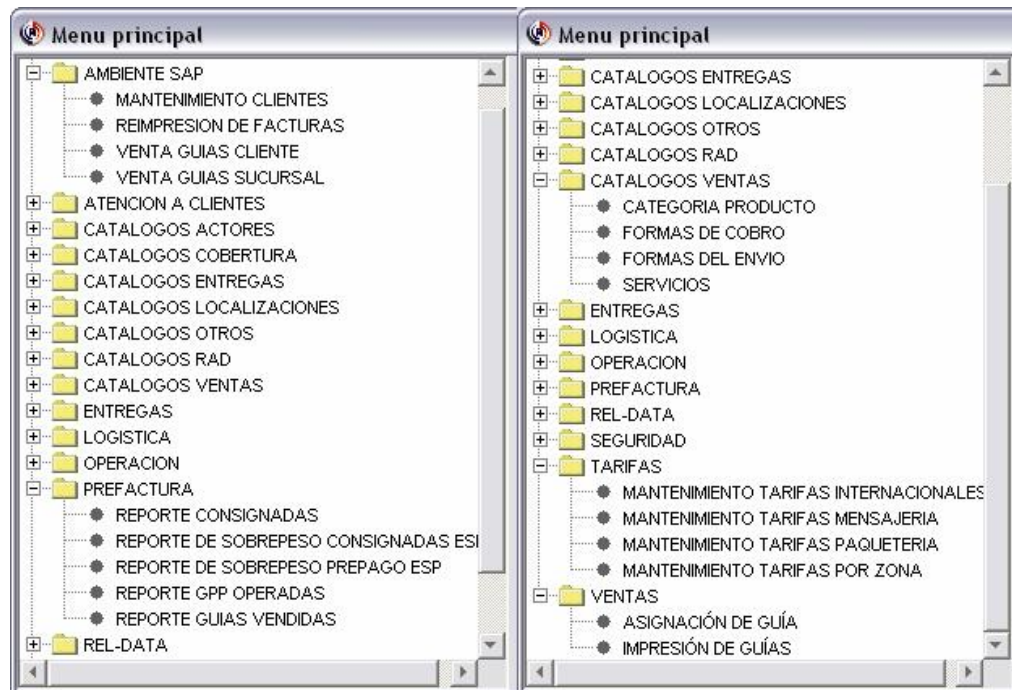 Menu principal
AMBIENTE SAP
MANTENIMIENTO CLIENTES
REIMPRESION DE FACTURAS
VENTA GUIAS CLIENTE
VENTA GUIAS SUCURSAL
ATENCION A CLIENTES
CATALOGOS ACTORES
CATALOGOS COBERTURA
CATALOGOS ENTREGAS
CATALOGOS LOCALIZACIONES
CATALOGOS OTROS
CATALOGOS RAD
CATALOGOS VENTAS
ENTREGAS
LOGISTICA
OPERACION
PREFACTURA
REPORTE CONSIGNADAS
REPORTE DE SOBREPESO CONSIGNADAS
REPORTE DE SOBREPESO PREPAGO ESP
REPORTE GPP OPERADAS
REPORTE GUIAS VENDIDAS
REL-DATA
Menu principal
CATALOGOS ENTREGAS
CATALOGOS LOCALIZACIONES
CATALOGOS OTROS
CATALOGOS RAD
CATALOGOS VENTAS
CATEGORIA PRODUCTO
FORMAS DE COBRO
FORMAS DEL ENVIO
SERVICIOS
ENTREGAS
LOGISTICA
OPERACION
PREFACTURA
REL-DATA
SEGURIDAD
TARIFAS
MANTENIMIENTO TARIFAS INTERNACIONALES
MANTENIMIENTO TARIFAS MENSAJERIA
MANTENIMIENTO TARIFAS PAQUETERIA
MANTENIMIENTO TARIFAS POR ZONA
VENTAS
ASIGNACIÓN DE GUÍA
IMPRESIÓN DE GUÍAS